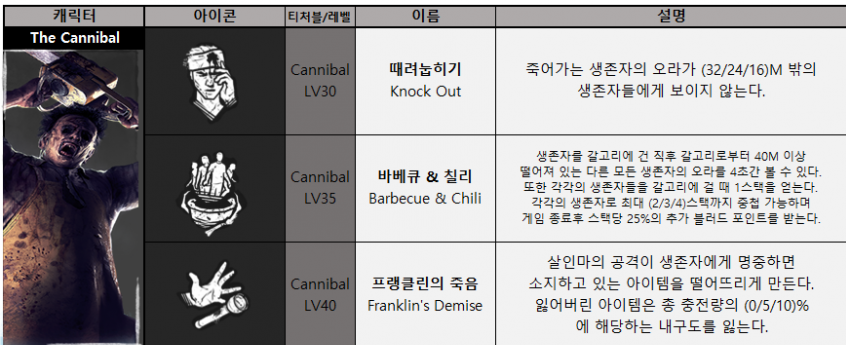 캐릭터 아이콘 티처블/레벨 이름 설명
The Cannibal
Cannibal
LV30
때려눕히기
Knock Out
죽어가는 생존자의 오라가 (32/24/16)M 밖의
생존자들에게 보이지 않는다.
Cannibal
LV35
바베큐 & 칠리
Barbecue & Chili
생존자를 갈고리에 건 직후 갈고리로부터 40M 이상
떨어져 있는 다른 모든 생존자의 오라를 4초간 볼 수 있다.
또한 각각의 생존자들을 갈고리에 걸 때 1스택을 얻는다.
각각의 생존자로 최대 (2/3/4)스택까지 중첩 가능하며
게임 종료후 스택당 25%의 추가 블러드 포인트를 받는다.
Cannibal
LV40
프랭클린의 죽음
Franklin's Demise
살인마의 공격이 생존자에게 명중하면
소지하고 있는 아이템을 떨어뜨리게 만든다.
잃어버린 아이템은 총 충전량의 (0/5/10)%
에 해당하는 내구도를 잃는다.